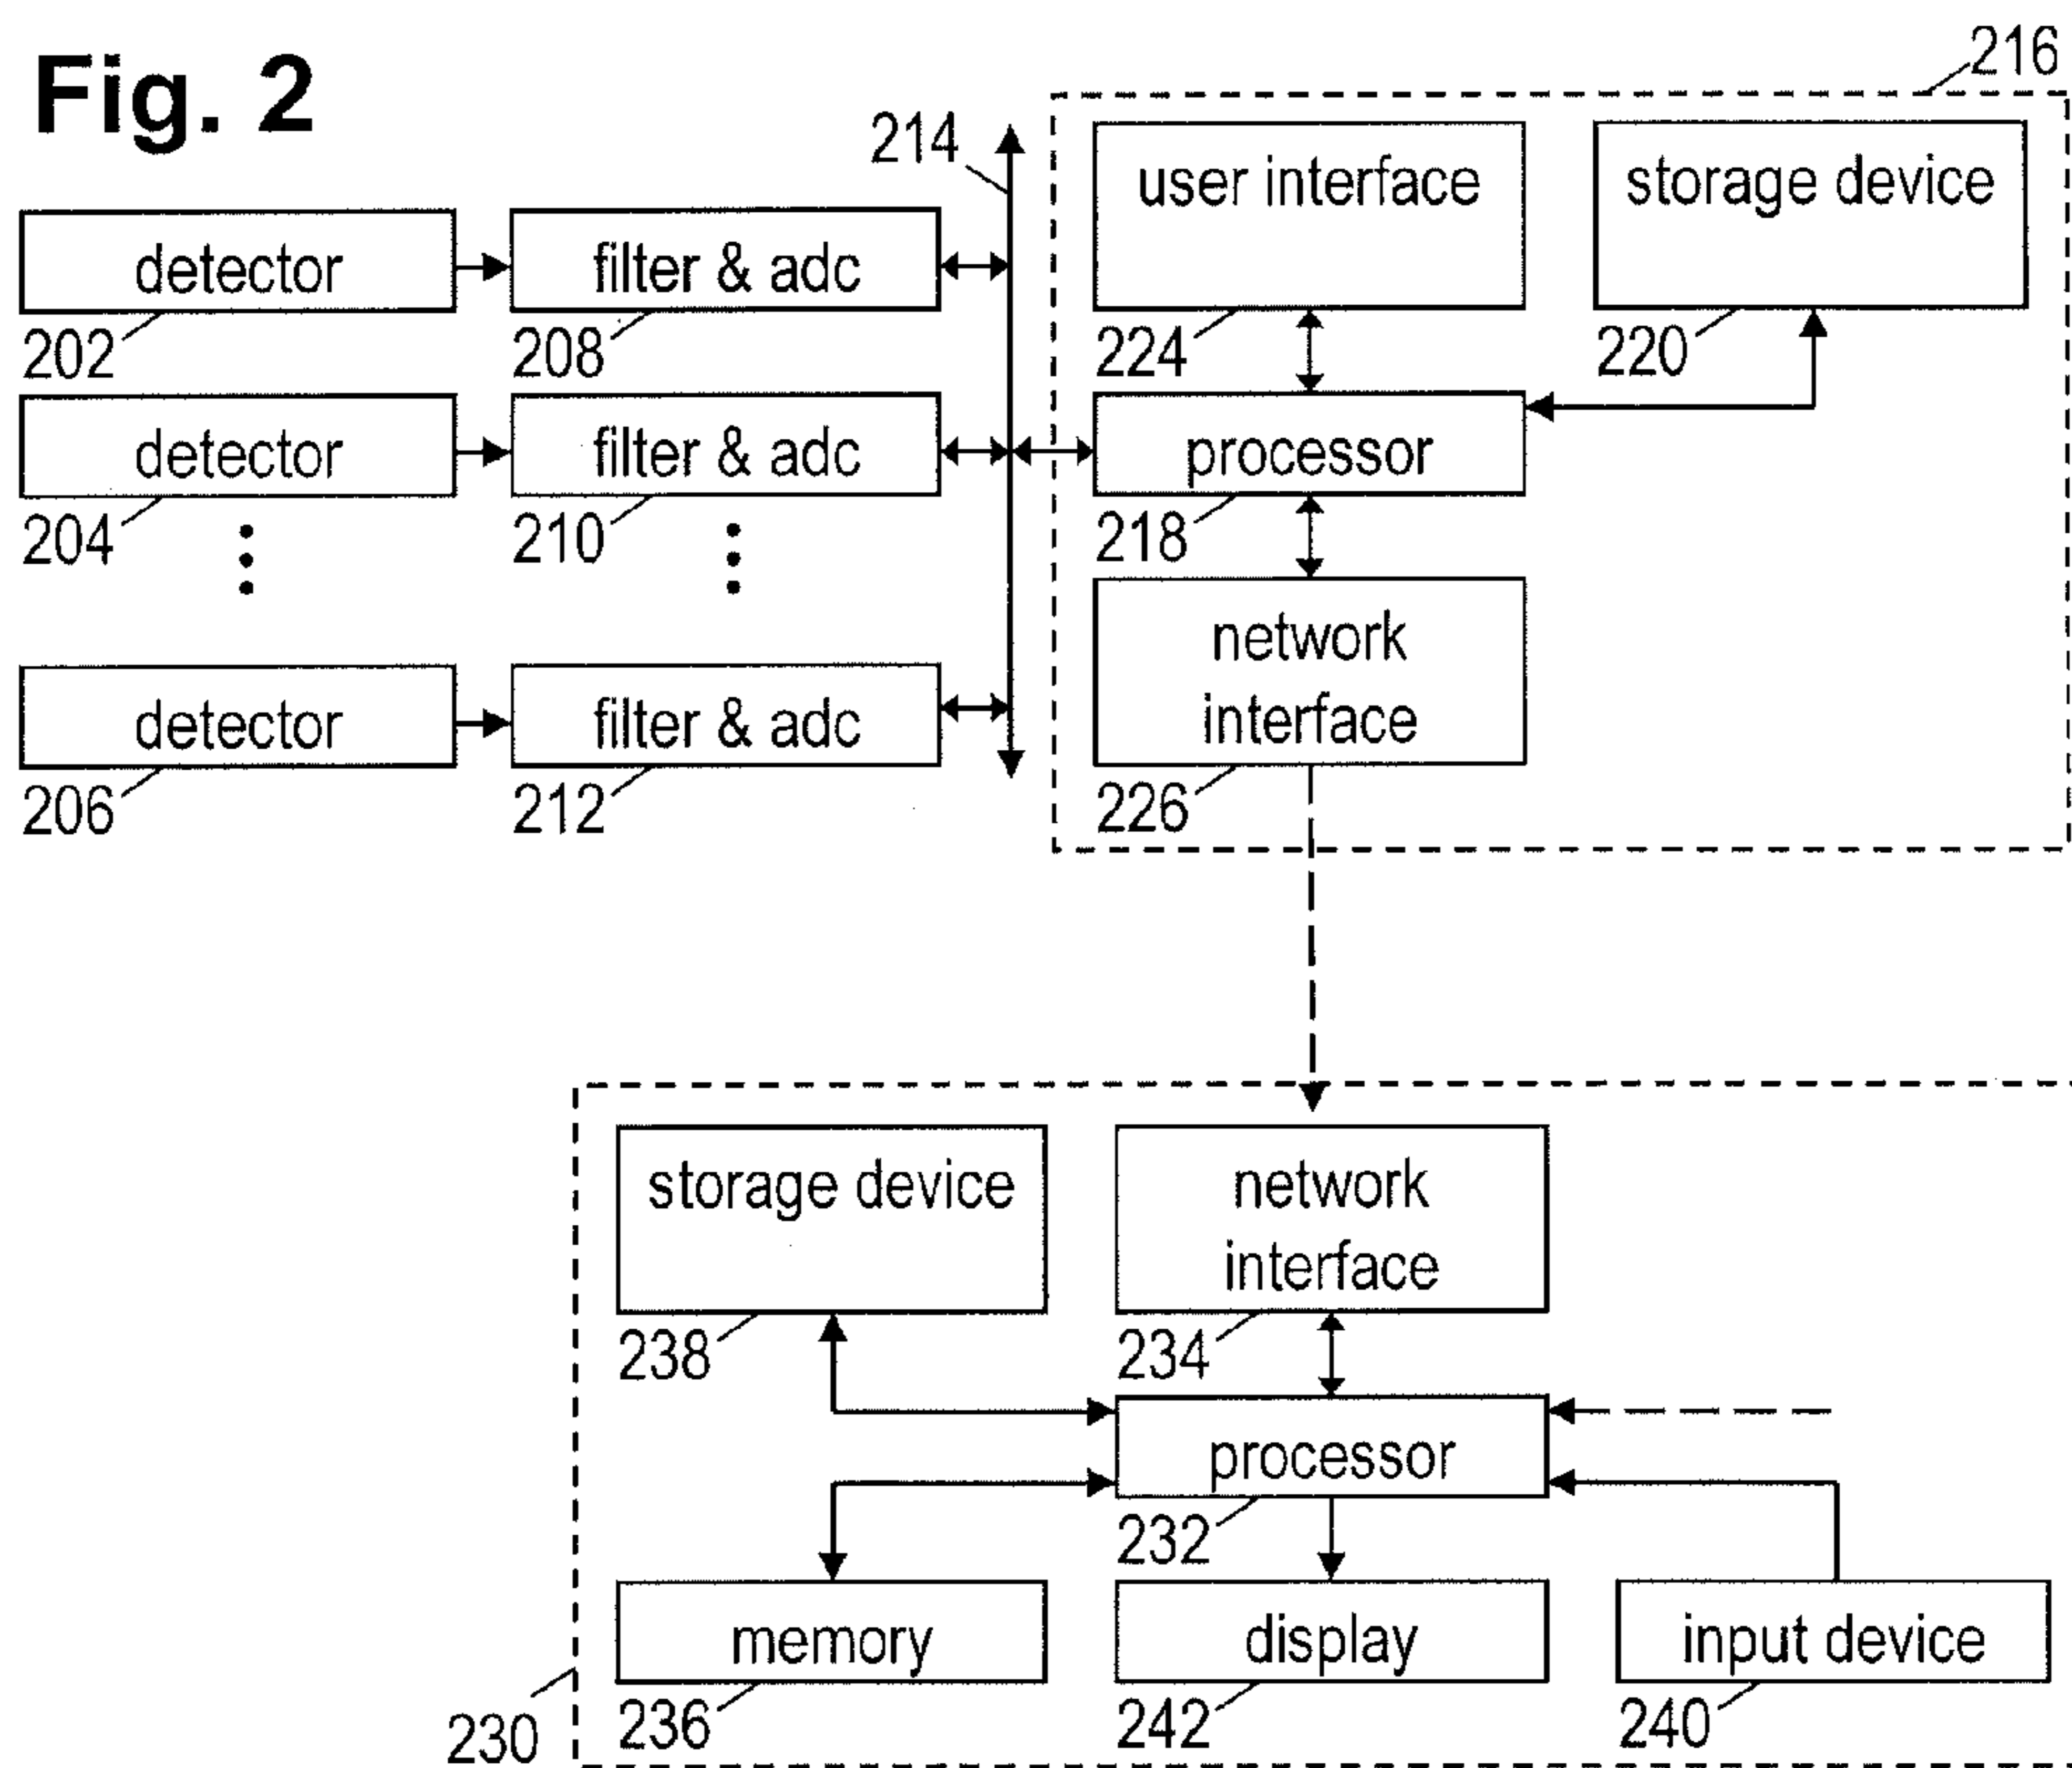 Fig. 2
216
214
user interface
storage device
detector
filter & adc
202
208
224
220
detector
filter & adc
processor
204
210
218
network
interface
detector
filter & adc
206
212
226
storage device
network
interface
238
234
processor
232
memory
display
input device
230
236
242
240